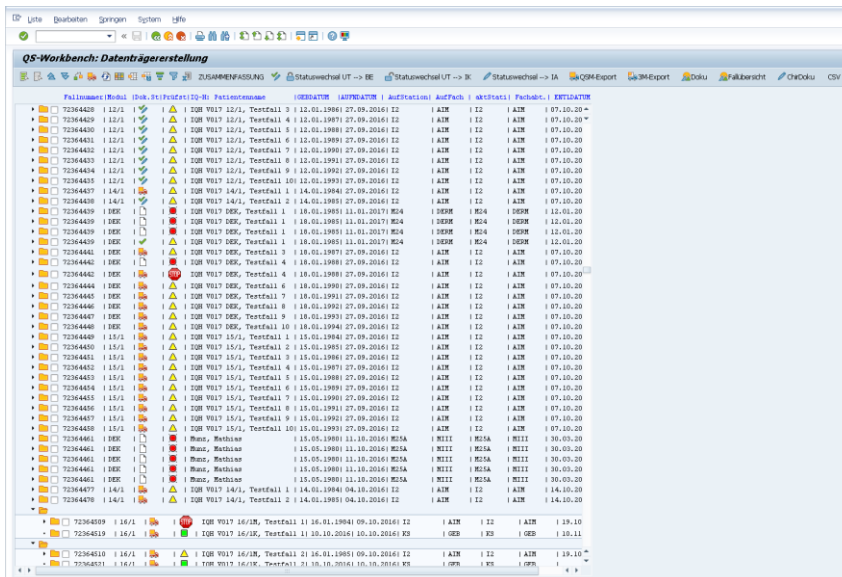 Liste Bearbeiten Springen System Hilfe
QS-Workbench: Datenträgererstellung
ZUSAMMENFASSUNG Statuswechsel UT --> BE Statuswechsel UT --> IK Statuswechsel --> IA QSM-Export 3M-Export Doku Fallübersicht ChirDoku CSV
Fallnummer|Modul |Dok.St|Prüfst|IQ-N: Patientenname |GEBDATUM |AUFNDATUM | AufStation| AufFach | aktStati| Fachabt.| ENTLDATUM
72364428 | 12/1 | | | IQH V017 12/1, Testfall 3 | 12.01.1986| 27.09.2016| I2 | AIM | I2 | AIM | 07.10.20
72364429 | 12/1 | | | IQH V017 12/1, Testfall 4 | 12.01.1987| 27.09.2016| I2 | AIM | I2 | AIM | 07.10.20
72364430 | 12/1 | | | IQH V017 12/1, Testfall 5 | 12.01.1988| 27.09.2016| I2 | AIM | I2 | AIM | 07.10.20
72364431 | 12/1 | | | IQH V017 12/1, Testfall 6 | 12.01.1989| 27.09.2016| I2 | AIM | I2 | AIM | 07.10.20
72364432 | 12/1 | | | IQH V017 12/1, Testfall 7 | 12.01.1990| 27.09.2016| I2 | AIM | I2 | AIM | 07.10.20
72364433 | 12/1 | | | IQH V017 12/1, Testfall 8 | 12.01.1991| 27.09.2016| I2 | AIM | I2 | AIM | 07.10.20
72364434 | 12/1 | | | IQH V017 12/1, Testfall 9 | 12.01.1992| 27.09.2016| I2 | AIM | I2 | AIM | 07.10.20
72364435 | 12/1 | | | IQH V017 12/1, Testfall 10| 12.01.1993| 27.09.2016| I2 | AIM | I2 | AIM | 07.10.20
72364437 | 14/1 | | | IQH V017 14/1, Testfall 1 | 14.01.1984| 27.09.2016| I2 | AIM | I2 | AIM | 07.10.20
72364438 | 14/1 | | | IQH V017 14/1, Testfall 2 | 14.01.1985| 27.09.2016| I2 | AIM | I2 | AIM | 07.10.20
72364439 | DEK | | | IQH V017 DEK, Testfall 1 | 18.01.1985| 11.01.2017| M24 | DERM | M24 | DERM | 12.01.20
72364439 | DEK | | | IQH V017 DEK, Testfall 1 | 18.01.1985| 11.01.2017| M24 | DERM | M24 | DERM | 12.01.20
72364439 | DEK | | | IQH V017 DEK, Testfall 1 | 18.01.1985| 11.01.2017| M24 | DERM | M24 | DERM | 12.01.20
72364439 | DEK | | | IQH V017 DEK, Testfall 1 | 18.01.1985| 11.01.2017| M24 | DERM | M24 | DERM | 12.01.20
72364441 | DEK | | | IQH V017 DEK, Testfall 3 | 18.01.1987| 27.09.2016| I2 | AIM | I2 | AIM | 07.10.20
72364442 | DEK | | | IQH V017 DEK, Testfall 4 | 18.01.1988| 27.09.2016| I2 | AIM | I2 | AIM | 07.10.20
72364442 | DEK | | STOP IQH V017 DEK, Testfall 4 | 18.01.1988| 27.09.2016| I2 | AIM | I2 | AIM | 07.10.20
72364444 | DEK | | | IQH V017 DEK, Testfall 6 | 18.01.1990| 27.09.2016| I2 | AIM | I2 | AIM | 07.10.20
72364445 | DEK | | | IQH V017 DEK, Testfall 7 | 18.01.1991| 27.09.2016| I2 | AIM | I2 | AIM | 07.10.20
72364446 | DEK | | | IQH V017 DEK, Testfall 8 | 18.01.1992| 27.09.2016| I2 | AIM | I2 | AIM | 07.10.20
72364447 | DEK | | | IQH V017 DEK, Testfall 9 | 18.01.1993| 27.09.2016| I2 | AIM | I2 | AIM | 07.10.20
72364448 | DEK | | | IQH V017 DEK, Testfall 10 | 18.01.1994| 27.09.2016| I2 | AIM | I2 | AIM | 07.10.20
72364449 | 15/1 | | | IQH V017 15/1, Testfall 1 | 15.01.1984| 27.09.2016| I2 | AIM | I2 | AIM | 07.10.20
72364450 | 15/1 | | | IQH V017 15/1, Testfall 2 | 15.01.1985| 27.09.2016| I2 | AIM | I2 | AIM | 07.10.20
72364451 | 15/1 | | | IQH V017 15/1, Testfall 3 | 15.01.1986| 27.09.2016| I2 | AIM | I2 | AIM | 07.10.20
72364452 | 15/1 | | | IQH V017 15/1, Testfall 4 | 15.01.1987| 27.09.2016| I2 | AIM | I2 | AIM | 07.10.20
72364453 | 15/1 | | | IQH V017 15/1, Testfall 5 | 15.01.1988| 27.09.2016| I2 | AIM | I2 | AIM | 07.10.20
72364454 | 15/1 | | | IQH V017 15/1, Testfall 6 | 15.01.1989| 27.09.2016| I2 | AIM | I2 | AIM | 07.10.20
72364455 | 15/1 | | | IQH V017 15/1, Testfall 7 | 15.01.1990| 27.09.2016| I2 | AIM | I2 | AIM | 07.10.20
72364456 | 15/1 | | | IQH V017 15/1, Testfall 8 | 15.01.1991| 27.09.2016| I2 | AIM | I2 | AIM | 07.10.20
72364457 | 15/1 | | | IQH V017 15/1, Testfall 9 | 15.01.1992| 27.09.2016| I2 | AIM | I2 | AIM | 07.10.20
72364458 | 15/1 | | | IQH V017 15/1, Testfall 10| 15.01.1993| 27.09.2016| I2 | AIM | I2 | AIM | 07.10.20
72364461 | DEK | | | Munz, Mathias | 15.05.1980| 11.10.2016| M25A | MIII | M25A | MIII | 30.03.20
72364461 | DEK | | | Munz, Mathias | 15.05.1980| 11.10.2016| M25A | MIII | M25A | MIII | 30.03.20
72364461 | DEK | | | Munz, Mathias | 15.05.1980| 11.10.2016| M25A | MIII | M25A | MIII | 30.03.20
72364461 | DEK | | | Munz, Mathias | 15.05.1980| 11.10.2016| M25A | MIII | M25A | MIII | 30.03.20
72364477 | 14/1 | | | IQH V017 14/1, Testfall 1 | 14.01.1984| 04.10.2016| I2 | AIM | I2 | AIM | 14.10.20
72364478 | 14/1 | | | IQH V017 14/1, Testfall 2 | 14.01.1985| 04.10.2016| I2 | AIM | I2 | AIM | 14.10.20
72364509 | 16/1 | | STOP IQH V017 16/1M, Testfall 1| 16.01.1984| 09.10.2016| I2 | AIM | I2 | AIM | 19.10
72364519 | 16/1 | | | IQH V017 16/1K, Testfall 1| 10.10.2016| 10.10.2016| KS | GEB | KS | GEB | 10.11
72364510 | 16/1 | | | IQH V017 16/1M, Testfall 2| 16.01.1985| 09.10.2016| I2 | AIM | I2 | AIM | 19.10
72364521 | 16/1 | | | IQH V017 16/1K, Testfall 2| 10.10.2016| 10.10.2016| KS | GEB | KS | GEB